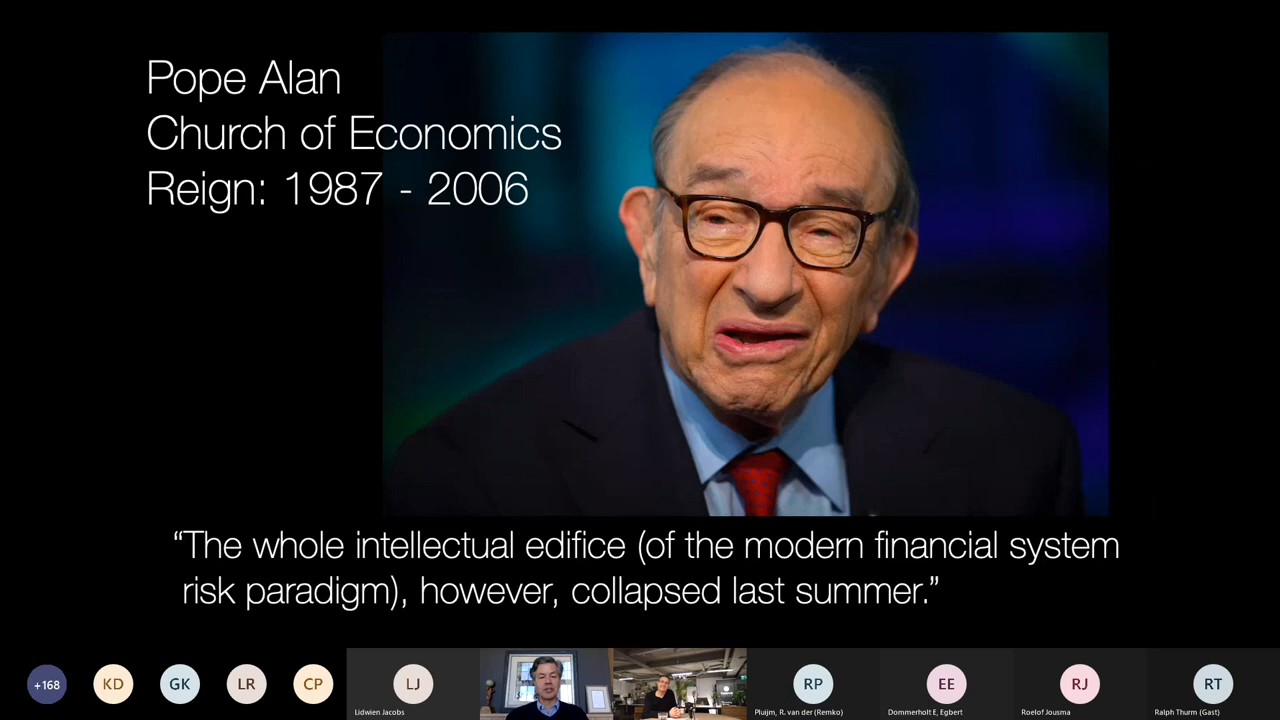 Pope Alan
Church of Economics
Reign: 1987 - 2006
“The whole intellectual edifice (of the modern financial system
risk paradigm), however, collapsed last summer.”
+168
KD
GK
LR
CP
LJ
RP
EE
RJ
RT
Lidwien Jacobs
Pluijm, R. van der (Remko)
Dommerholt E, Egbert
Roelof Jousma
Ralph Thurm (Gast)